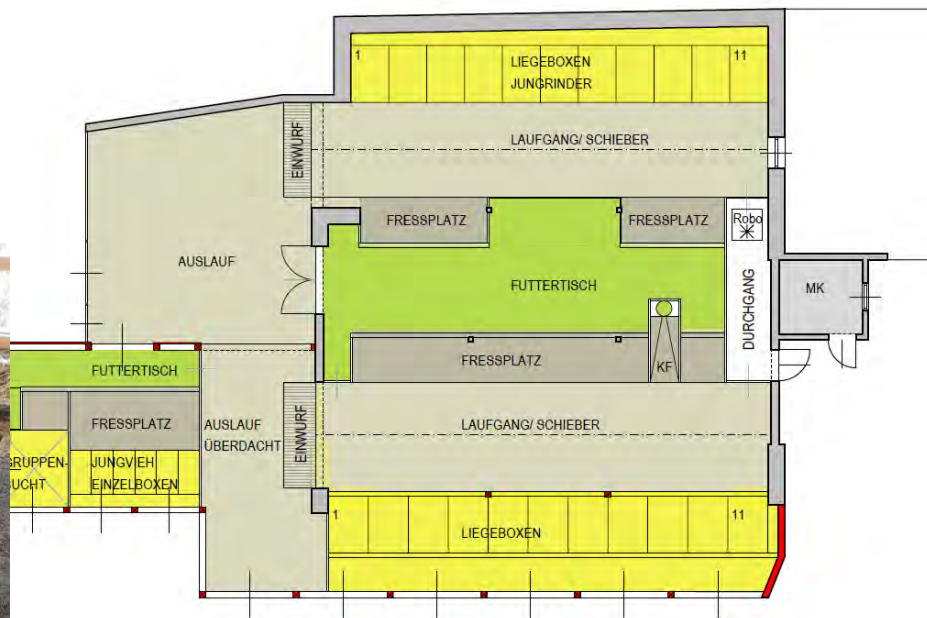 1
11
LIEGEBOXEN
JUNGRINDER
EINWURF
LAUFGANG/ SCHIEBER
FRESSPLATZ
FRESSPLATZ
Robo
AUSLAUF
FUTTERTISCH
DURCHGANG
MK
FUTTERTISCH
FRESSPLATZ
KF
FRESSPLATZ
AUSLAUF
ÜBERDACHT
EINWURF
LAUFGANG/ SCHIEBER
GRUPPEN-
UCHT
JUNGVIEH
EINZELBOXEN
1
11
LIEGEBOXEN